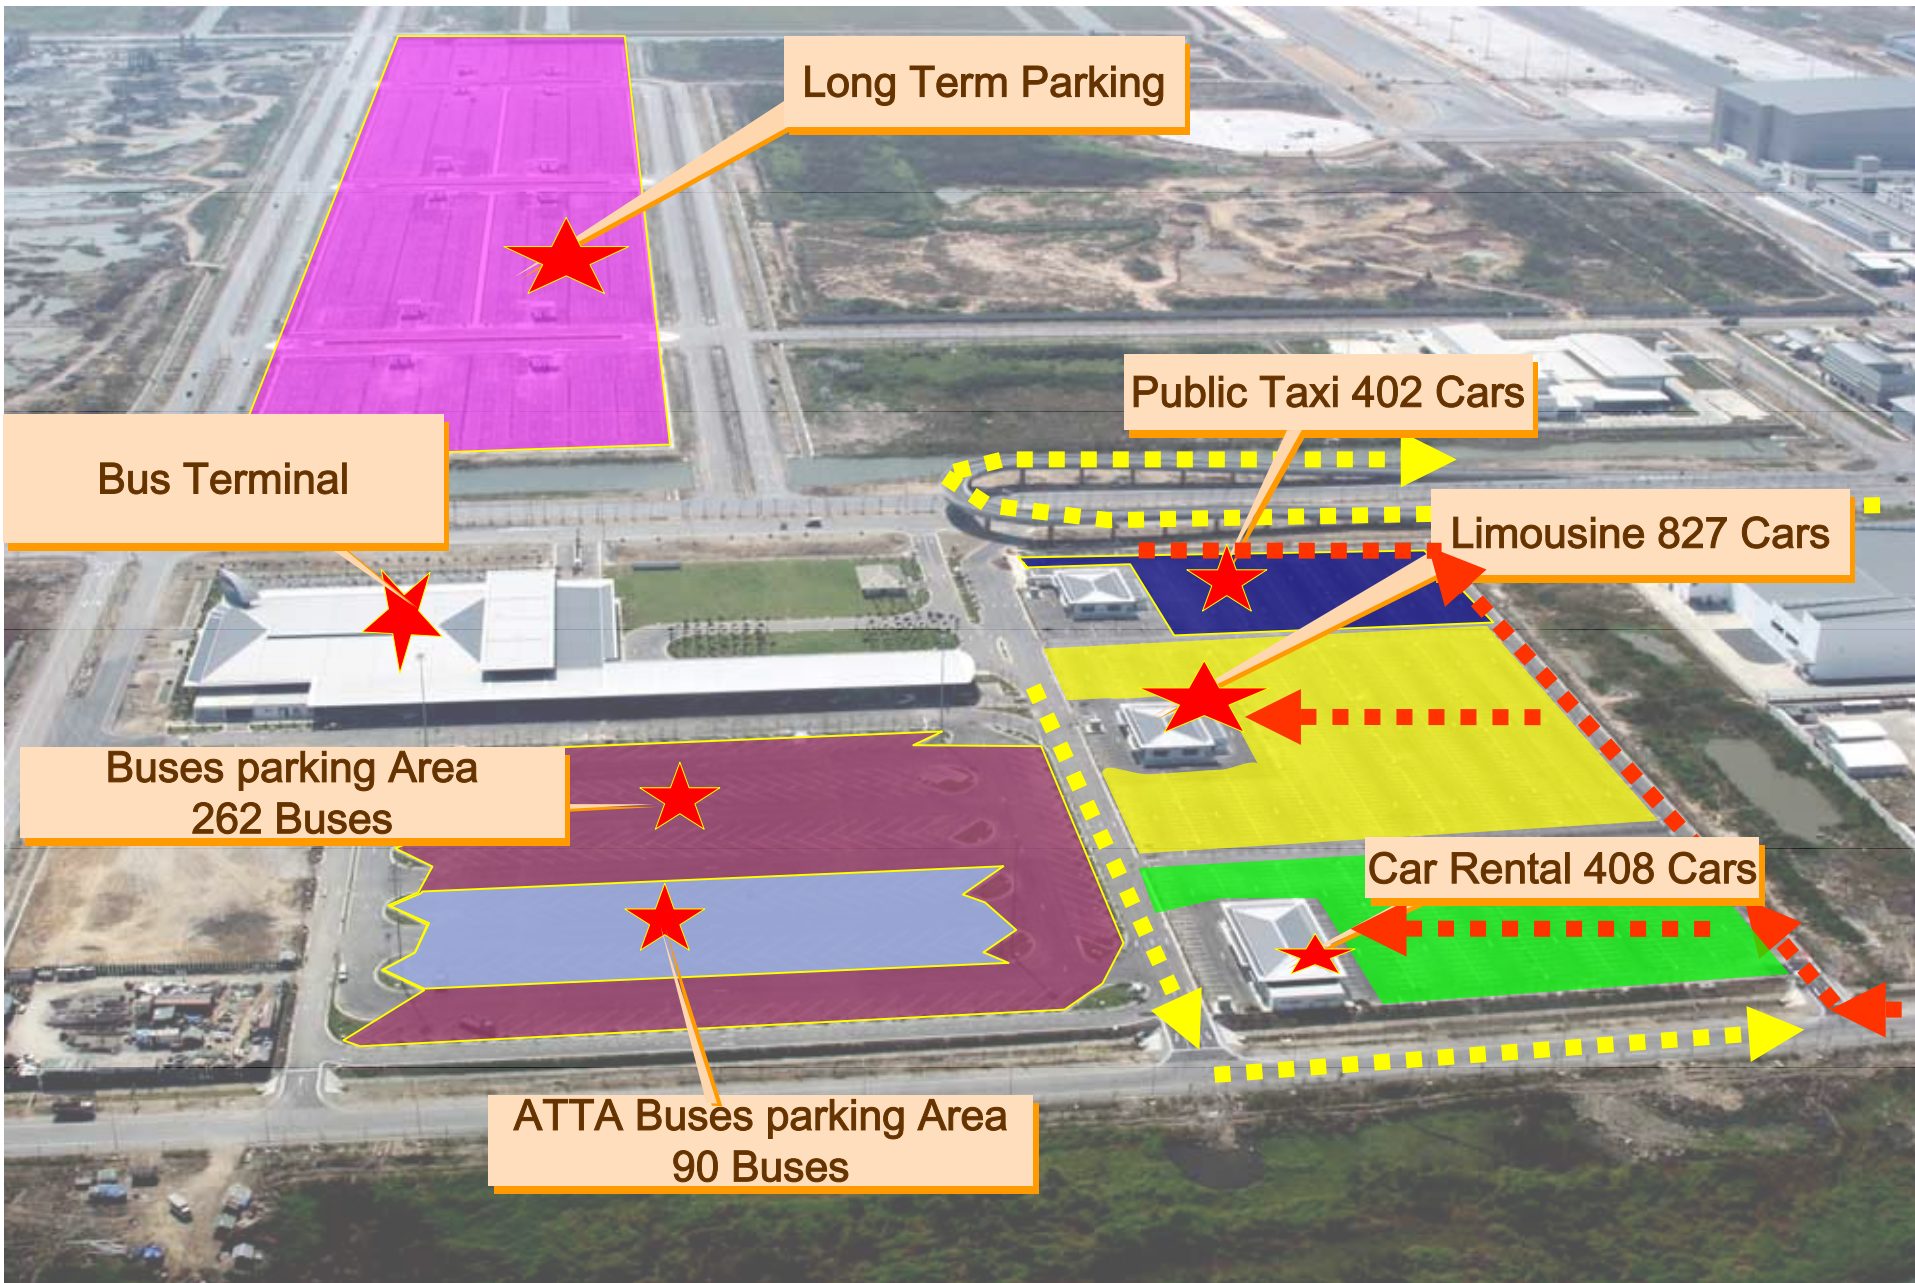 Long Term Parking
Public Taxi 402 Cars
Bus Terminal
Limousine 827 Cars
Buses parking Area
262 Buses
Car Rental 408 Cars
ATTA Buses parking Area
90 Buses